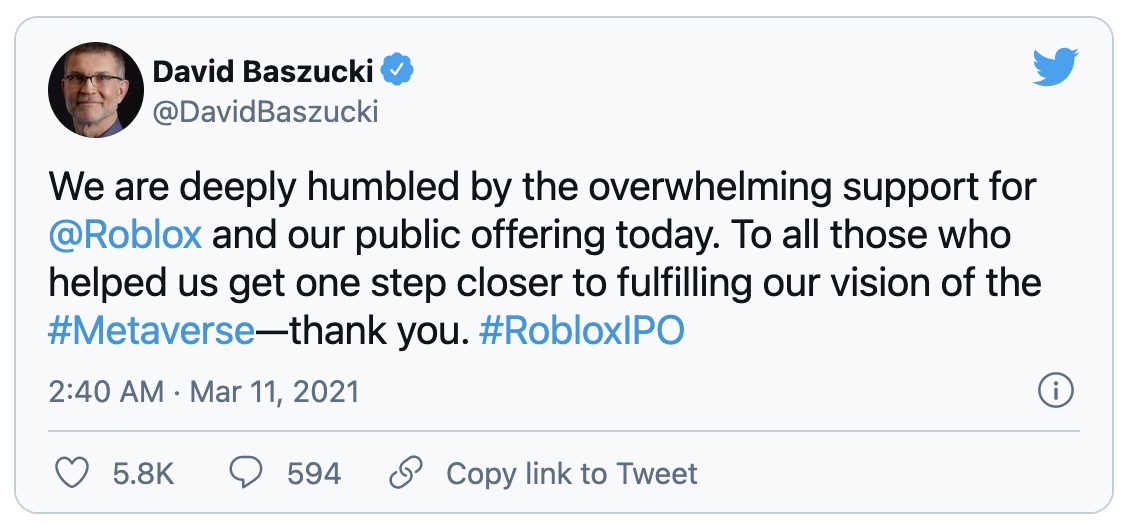 David Baszucki
@DavidBaszucki
We are deeply humbled by the overwhelming support for
@Roblox and our public offering today. To all those who
helped us get one step closer to fulfilling our vision of the
#Metaverse—thank you. #RobloxIPO
2:40 AM · Mar 11, 2021
5.8K 594 Copy link to Tweet